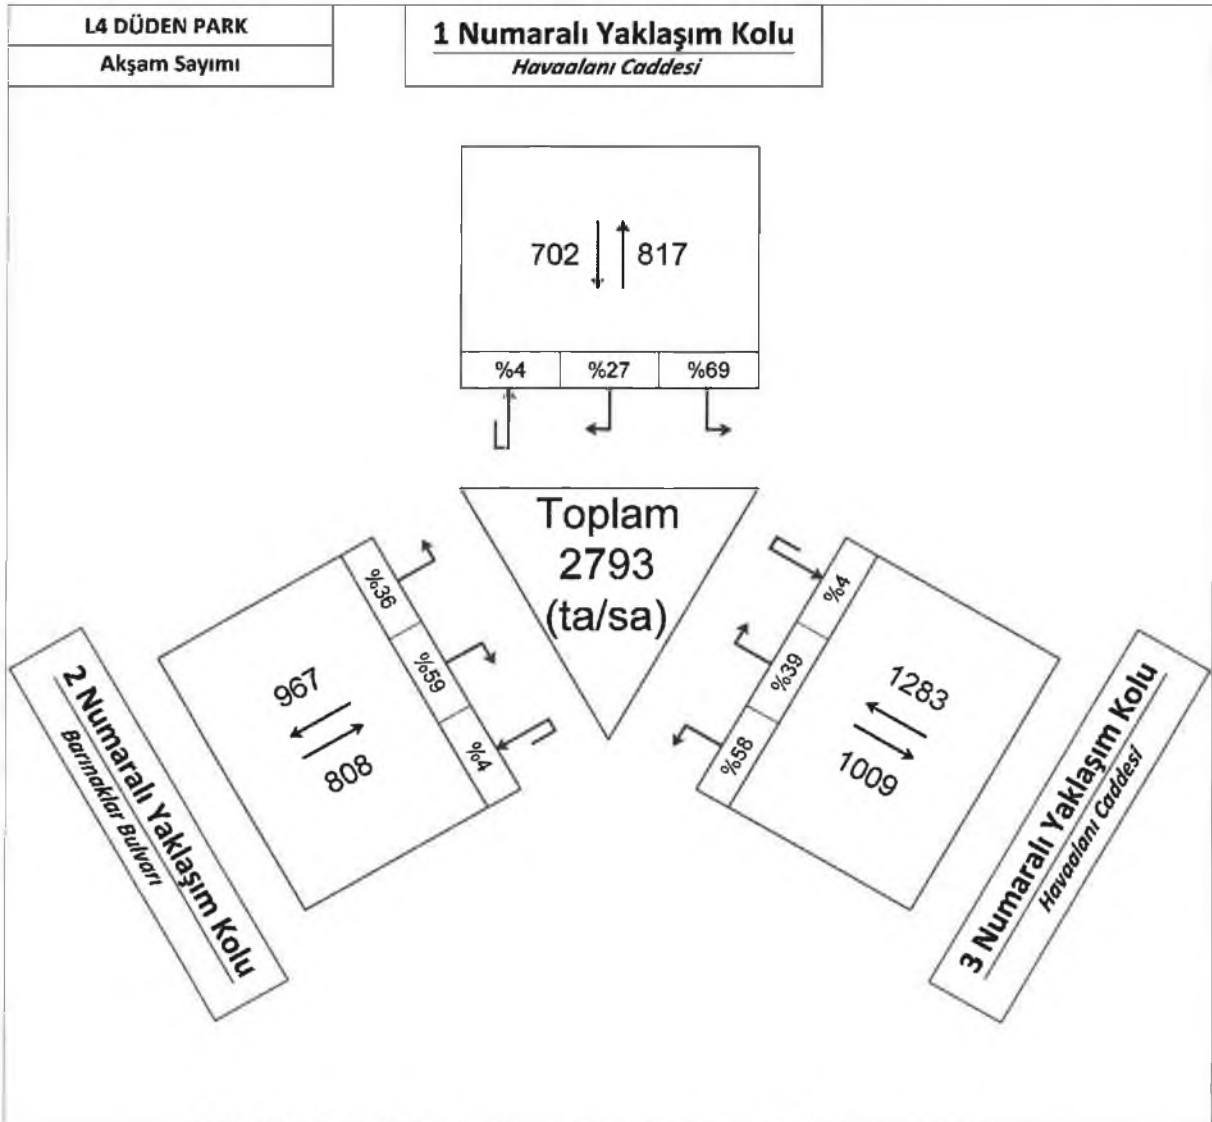 L4 DÜDEN PARK
Akşam Sayımı
1 Numaralı Yaklaşım Kolu
Havaalanı Caddesi
702
817
%4
%27
%69
Toplam
2793
(ta/sa)
%36
%59
%4
967
808
2 Numaralı Yaklaşım Kolu
Barınaklar Bulvarı
%4
%39
%58
1283
1009
3 Numaralı Yaklaşım Kolu
Havaalanı Caddesi